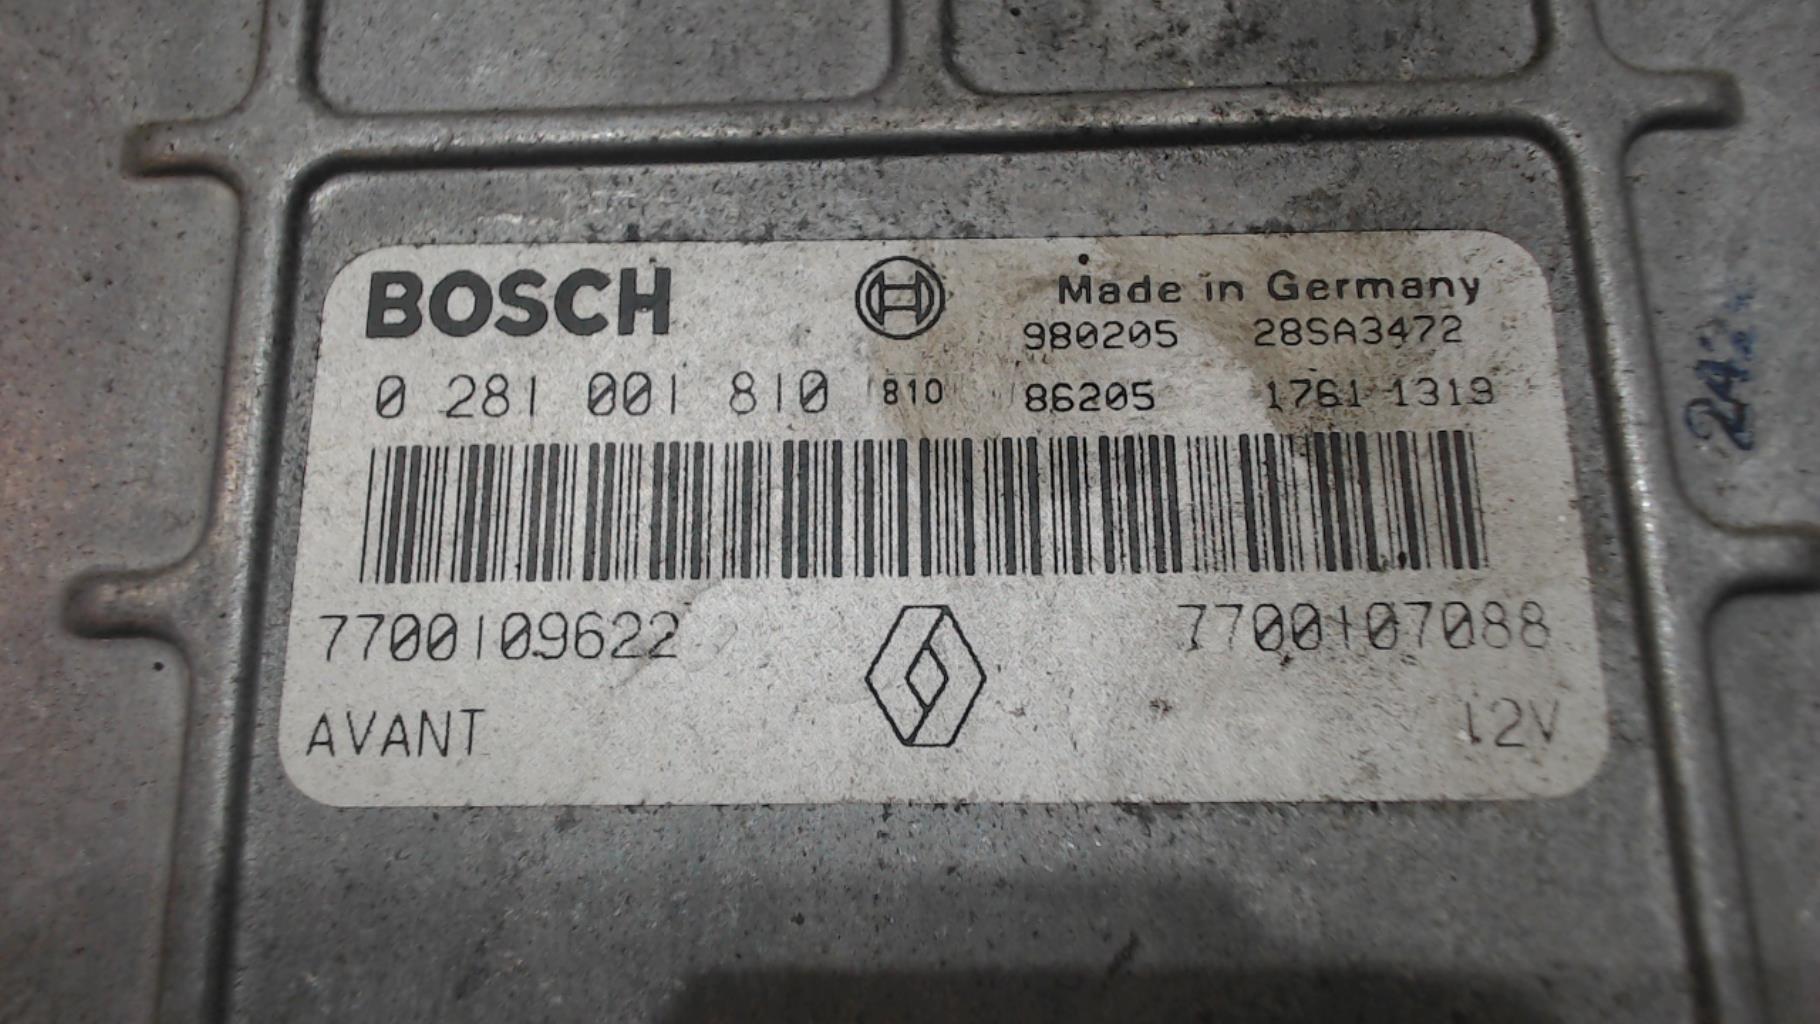 BOSCH Made in Germany
980205 28SA3472
0 281 001 810 810 86205 1761 1319
7700109622 7700107088
AVANT 12V